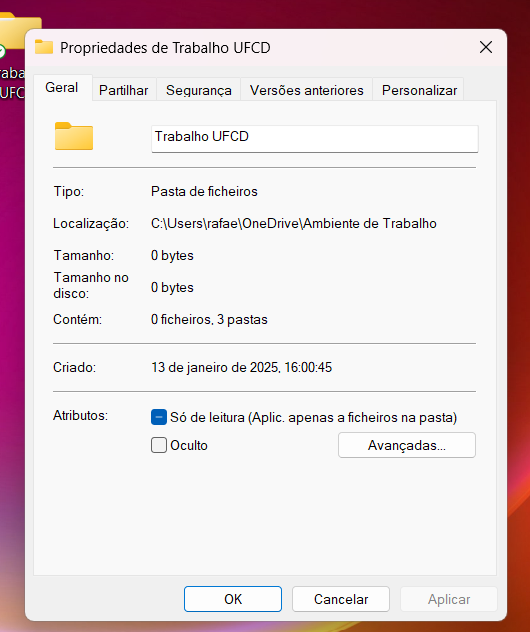 Propriedades de Trabalho UFCD
Geral Partilhar Segurança Versões anteriores Personalizar
Trabalho UFCD
Tipo: Pasta de ficheiros
Localização: C:\Users\rafae\OneDrive\Ambiente de Trabalho
Tamanho: 0 bytes
Tamanho no disco: 0 bytes
Contém: 0 ficheiros, 3 pastas
Criado: 13 de janeiro de 2025, 16:00:45
Atributos: Só de leitura (Aplic. apenas a ficheiros na pasta)
Oculto Avançadas...
OK Cancelar Aplicar